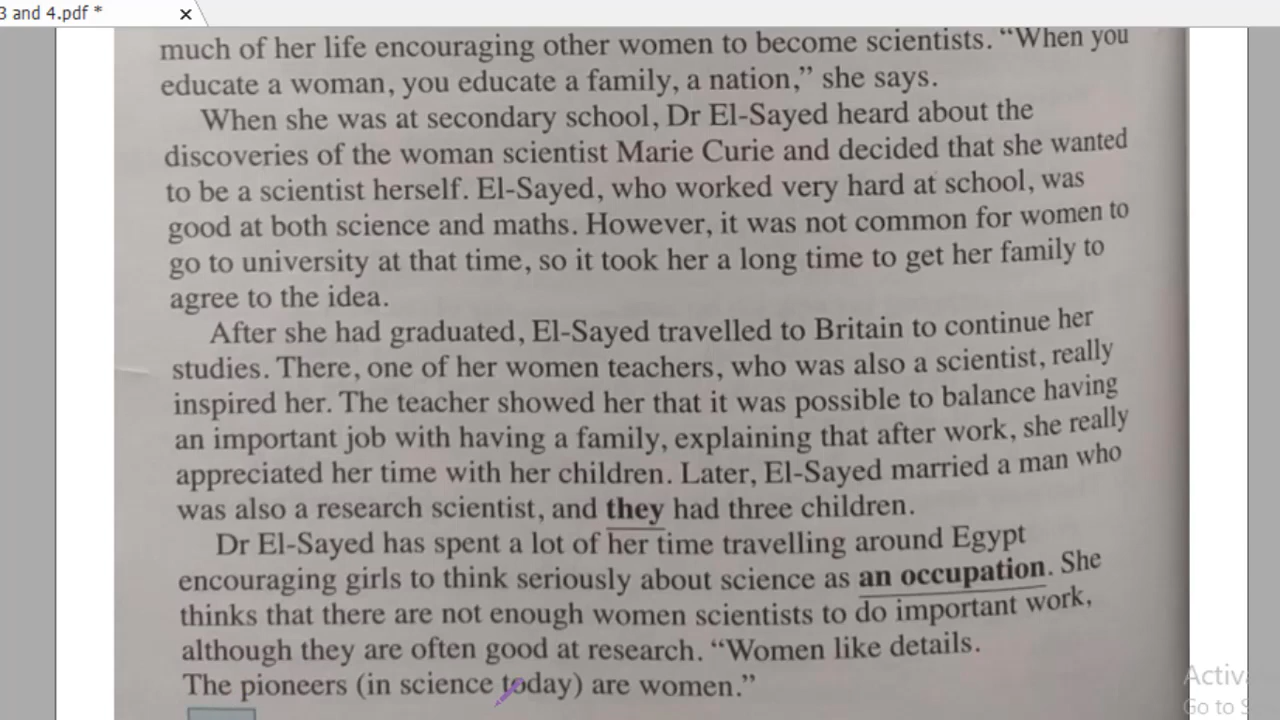 3 and 4.pdf *
much of her life encouraging other women to become scientists. “When you
educate a woman, you educate a family, a nation,” she says.
When she was at secondary school, Dr El-Sayed heard about the
discoveries of the woman scientist Marie Curie and decided that she wanted
to be a scientist herself. El-Sayed, who worked very hard at school, was
good at both science and maths. However, it was not common for women to
go to university at that time, so it took her a long time to get her family to
agree to the idea.
After she had graduated, El-Sayed travelled to Britain to continue her
studies. There, one of her women teachers, who was also a scientist, really
inspired her. The teacher showed her that it was possible to balance having
an important job with having a family, explaining that after work, she really
appreciated her time with her children. Later, El-Sayed married a man who
was also a research scientist, and they had three children.
Dr El-Sayed has spent a lot of her time travelling around Egypt
encouraging girls to think seriously about science as an occupation. She
thinks that there are not enough women scientists to do important work,
although they are often good at research. “Women like details.
The pioneers (in science today) are women.”
Activ
Go to S